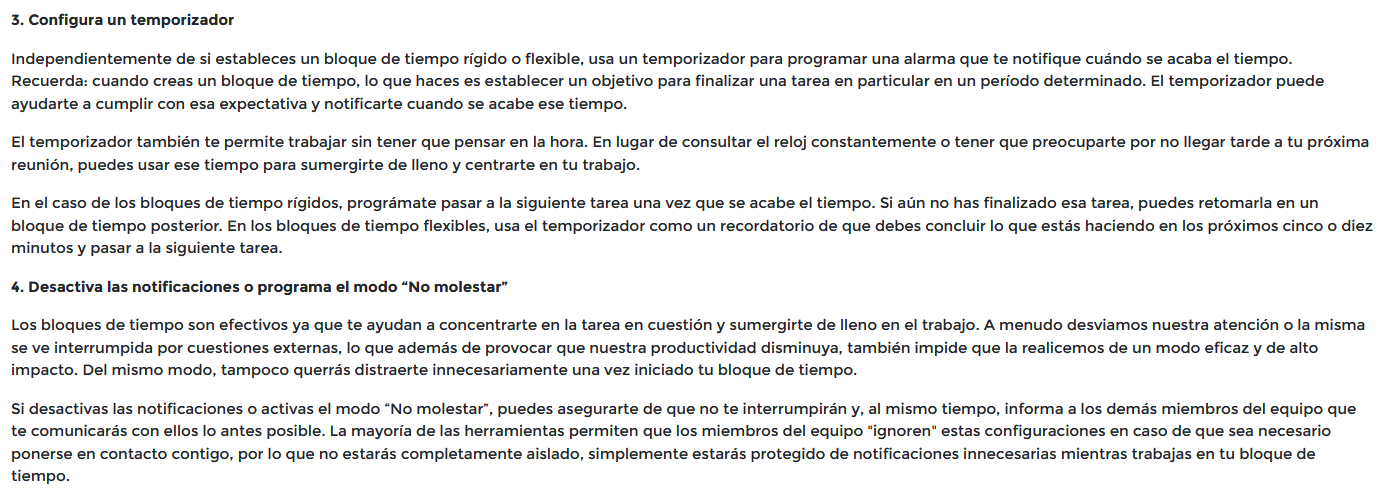 3. Configura un temporizador
Independientemente de si estableces un bloque de tiempo rígido o flexible, usa un temporizador para programar una alarma que te notifique cuándo se acaba el tiempo.
Recuerda: cuando creas un bloque de tiempo, lo que haces es establecer un objetivo para finalizar una tarea en particular en un período determinado. El temporizador puede
ayudarte a cumplir con esa expectativa y notificarte cuando se acabe ese tiempo.
El temporizador también te permite trabajar sin tener que pensar en la hora. En lugar de consultar el reloj constantemente o tener que preocuparte por no llegar tarde a tu próxima
reunión, puedes usar ese tiempo para sumergirte de lleno y centrarte en tu trabajo.
En el caso de los bloques de tiempo rígidos, prográmate pasar a la siguiente tarea una vez que se acabe el tiempo. Si aún no has finalizado esa tarea, puedes retomarla en un
bloque de tiempo posterior. En los bloques de tiempo flexibles, usa el temporizador como un recordatorio de que debes concluir lo que estás haciendo en los próximos cinco o diez
minutos y pasar a la siguiente tarea.
4. Desactiva las notificaciones o programa el modo “No molestar”
Los bloques de tiempo son efectivos ya que te ayudan a concentrarte en la tarea en cuestión y sumergirte de lleno en el trabajo. A menudo desviamos nuestra atención o la misma
se ve interrumpida por cuestiones externas, lo que además de provocar que nuestra productividad disminuya, también impide que la realicemos de un modo eficaz y de alto
impacto. Del mismo modo, tampoco querrás distraerte innecesariamente una vez iniciado tu bloque de tiempo.
Si desactivas las notificaciones o activas el modo “No molestar”, puedes asegurarte de que no te interrumpirán y, al mismo tiempo, informa a los demás miembros del equipo que
te comunicarás con ellos lo antes posible. La mayoría de las herramientas permiten que los miembros del equipo "ignoren" estas configuraciones en caso de que sea necesario
ponerse en contacto contigo, por lo que no estarás completamente aislado, simplemente estarás protegido de notificaciones innecesarias mientras trabajas en tu bloque de
tiempo.